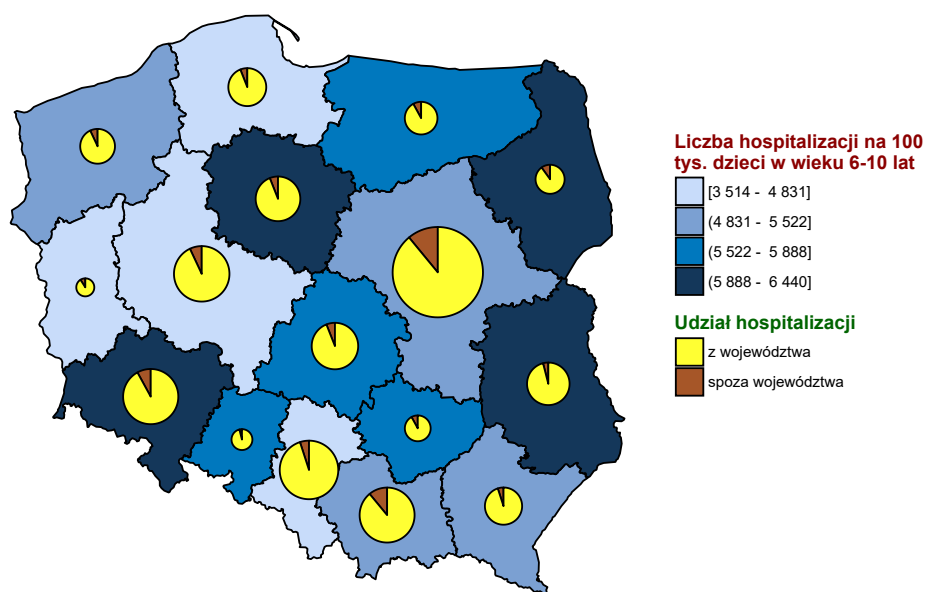 Liczba hospitalizacji na 100
tys. dzieci w wieku 6-10 lat
[3 514 - 4 831]
(4 831 - 5 522]
(5 522 - 5 888]
(5 888 - 6 440]
Udział hospitalizacji
z województwa
spoza województwa